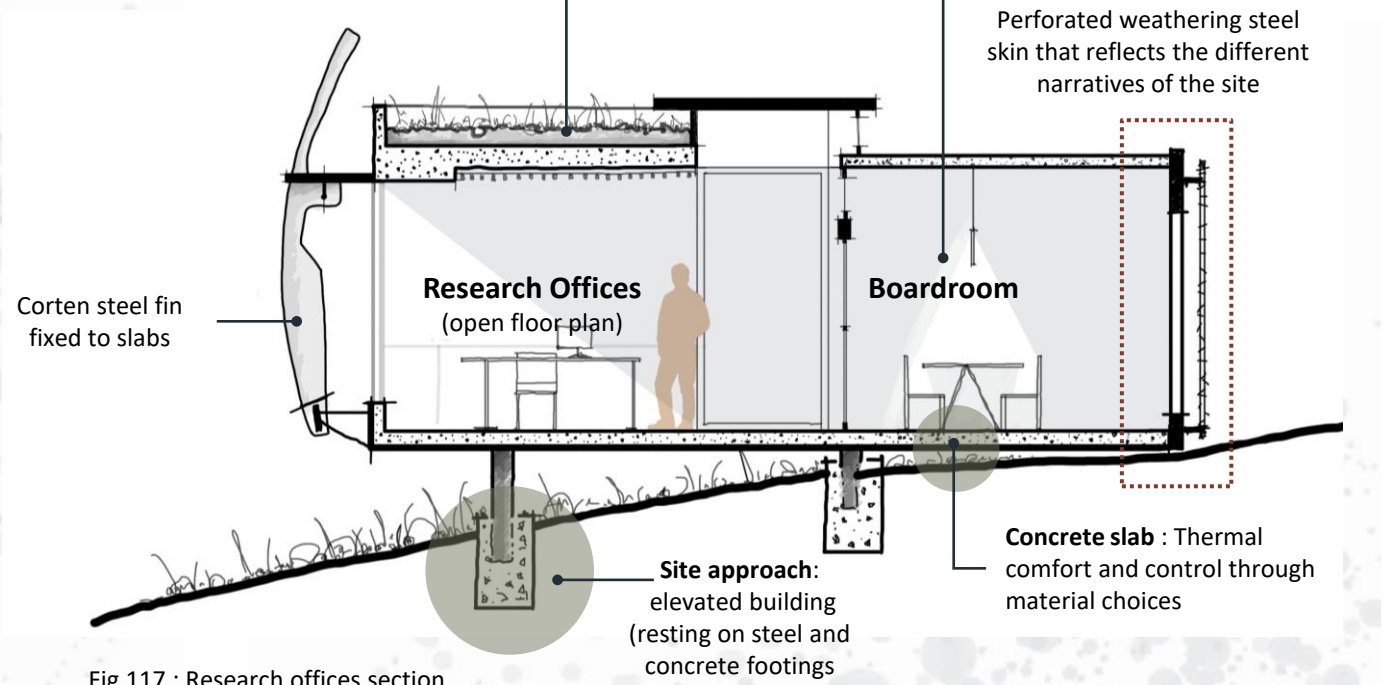 Perforated weathering steel
skin that reflects the different
narratives of the site
Corten steel fin
fixed to slabs
Research Offices
(open floor plan)
Boardroom
Concrete slab : Thermal
comfort and control through
material choices
Site approach:
elevated building
(resting on steel and
concrete footings
Fig 117 : Research offices section